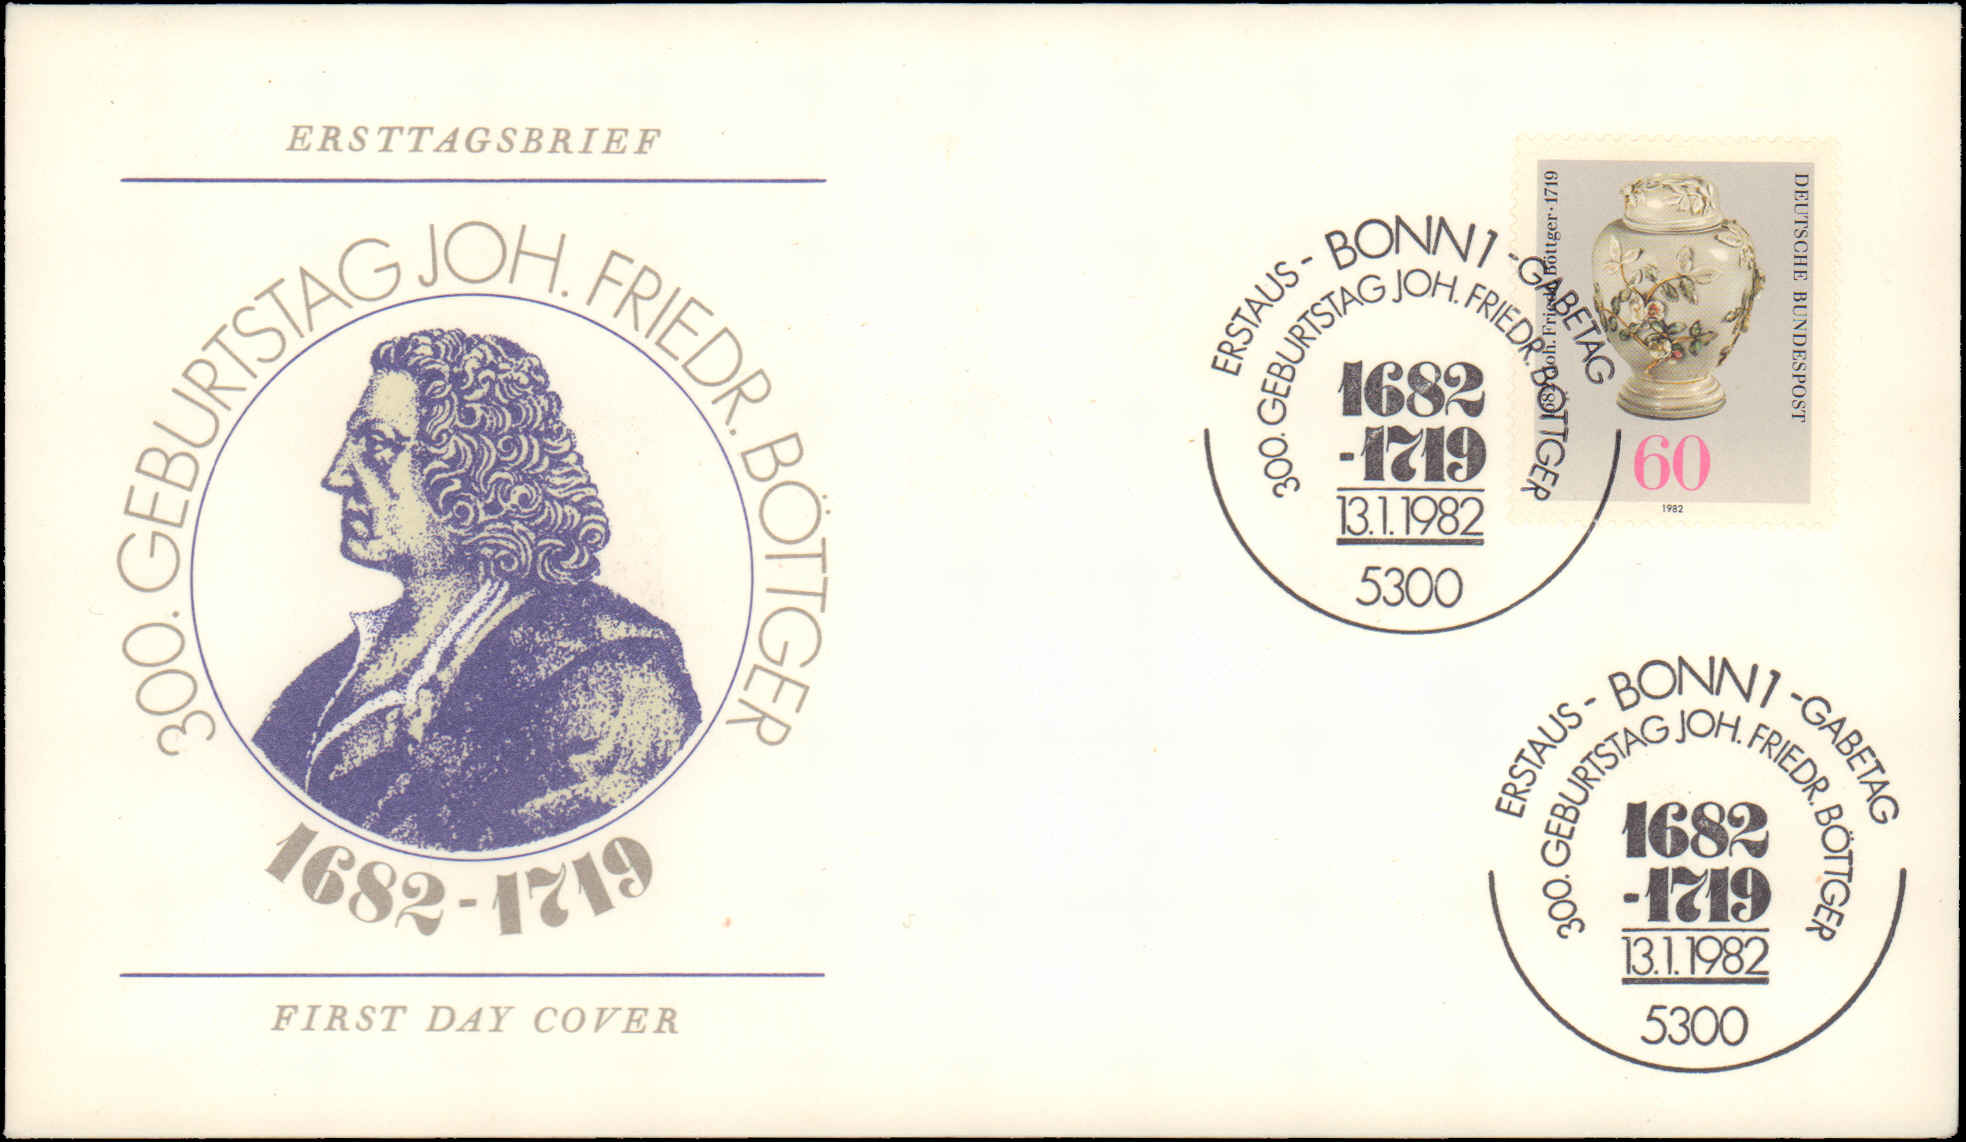 ERSTTAGSBRIEF
300. GEBURTSTAG JOH. FRIEDR. BÖTTGER
1682 - 1719
FIRST DAY COVER
1682 · Joh. Friedr. Böttger · 1719
DEUTSCHE BUNDESPOST
60
1982
ERSTAUS - BONN 1 - GABETAG
300. GEBURTSTAG JOH. FRIEDR. BÖTTGER
1682
-1719
13.1.1982
5300
ERSTAUS - BONN 1 - GABETAG
300. GEBURTSTAG JOH. FRIEDR. BÖTTGER
1682
-1719
13.1.1982
5300